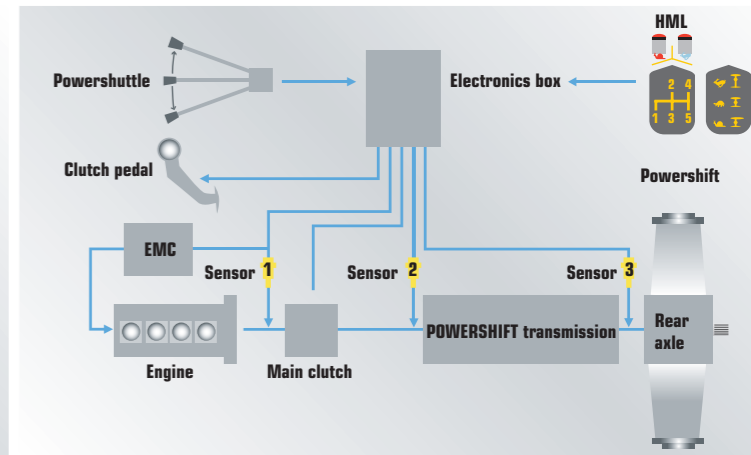 HML
Powershuttle
Electronics box
2 4
1 3 5
Clutch pedal
Powershift
EMC
Sensor 1
Sensor 2
Sensor 3
POWERSHIFT transmission
Rear
axle
Engine
Main clutch